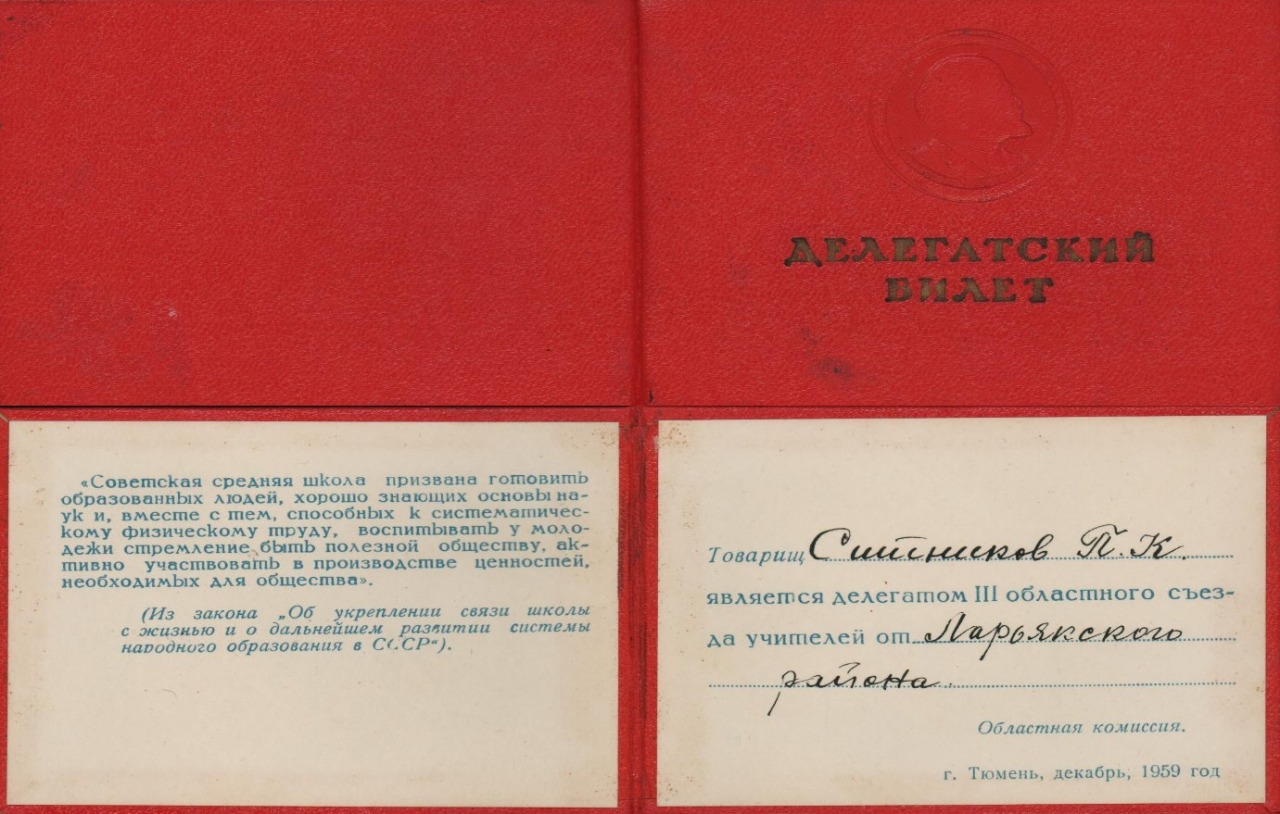 ДЕЛЕГАТСКИЙ
БИЛЕТ
«Советская средняя школа призвана готовить
образованных людей, хорошо знающих основы на-
ук и, вместе с тем, способных к систематичес-
кому физическому труду, воспитывать у моло-
дежи стремление быть полезной обществу, ак-
тивно участвовать в производстве ценностей,
необходимых для общества».
(Из закона „Об укреплении связи школы
с жизнью и о дальнейшем развитии системы
народного образования в СССР“).
Товарищ Ситников П. К.
является делегатом III областного съез-
да учителей от Ларьякского
района.
Областная комиссия.
г. Тюмень, декабрь, 1959 год